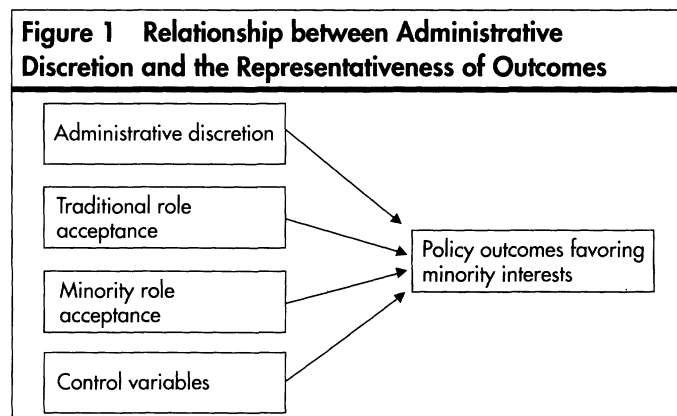 Figure 1 Relationship between Administrative
Discretion and the Representativeness of Outcomes
Administrative discretion
Traditional role
acceptance
Policy outcomes favoring
minority interests
Minority role
acceptance
Control variables